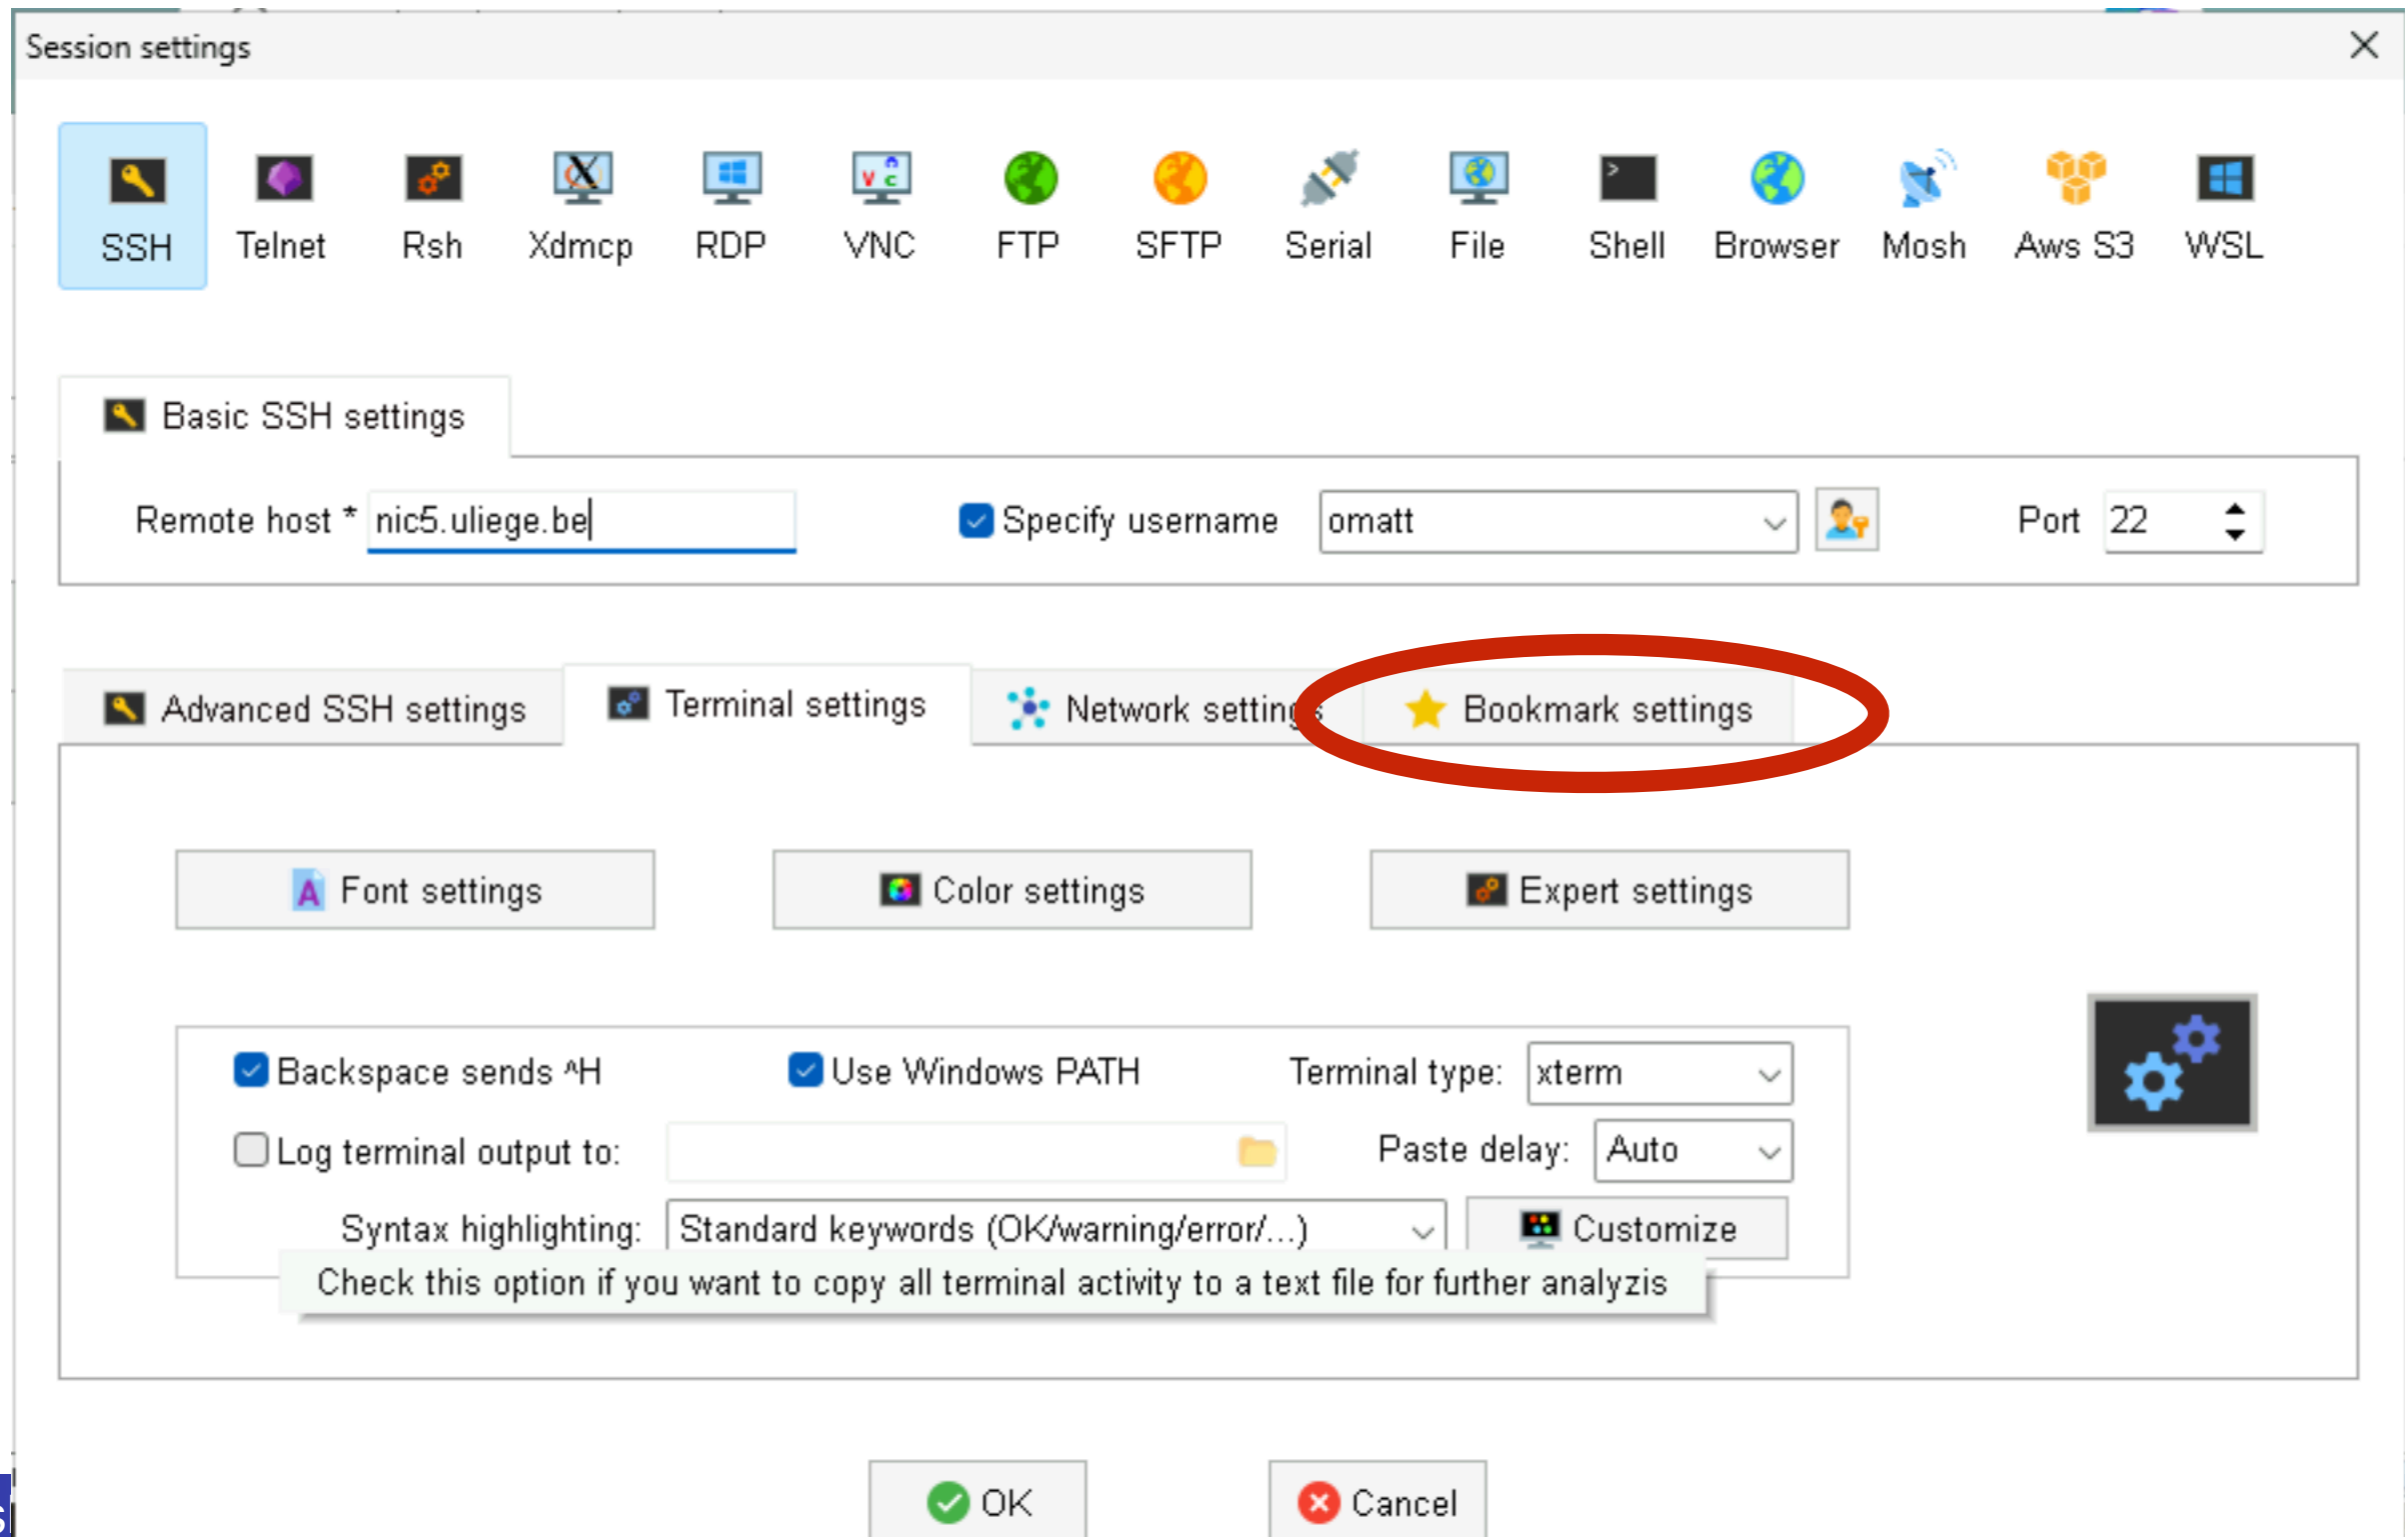 Session settings
SSH Telnet Rsh Xdmcp RDP VNC FTP SFTP Serial File Shell Browser Mosh Aws S3 WSL
Basic SSH settings
Remote host * nic5.uliege.be Specify username omatt Port 22
Advanced SSH settings Terminal settings Network settings Bookmark settings
Font settings Color settings Expert settings
Backspace sends ^H Use Windows PATH Terminal type: xterm
Log terminal output to: Paste delay: Auto
Syntax highlighting: Standard keywords (OK/warning/error/...) Customize
Check this option if you want to copy all terminal activity to a text file for further analyzis
OK Cancel